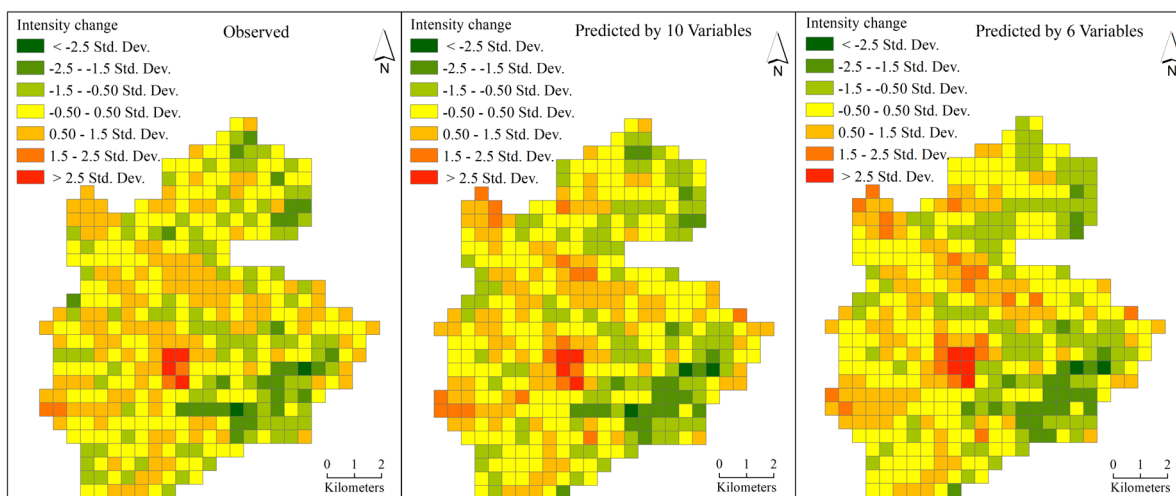 Intensity change
Observed
< -2.5 Std. Dev.
-2.5 - -1.5 Std. Dev.
-1.5 - -0.50 Std. Dev.
-0.50 - 0.50 Std. Dev.
0.50 - 1.5 Std. Dev.
1.5 - 2.5 Std. Dev.
> 2.5 Std. Dev.
N
0 1 2
Kilometers
Intensity change
Predicted by 10 Variables
< -2.5 Std. Dev.
-2.5 - -1.5 Std. Dev.
-1.5 - -0.50 Std. Dev.
-0.50 - 0.50 Std. Dev.
0.50 - 1.5 Std. Dev.
1.5 - 2.5 Std. Dev.
> 2.5 Std. Dev.
N
0 1 2
Kilometers
Intensity change
Predicted by 6 Variables
< -2.5 Std. Dev.
-2.5 - -1.5 Std. Dev.
-1.5 - -0.50 Std. Dev.
-0.50 - 0.50 Std. Dev.
0.50 - 1.5 Std. Dev.
1.5 - 2.5 Std. Dev.
> 2.5 Std. Dev.
N
0 1 2
Kilometers